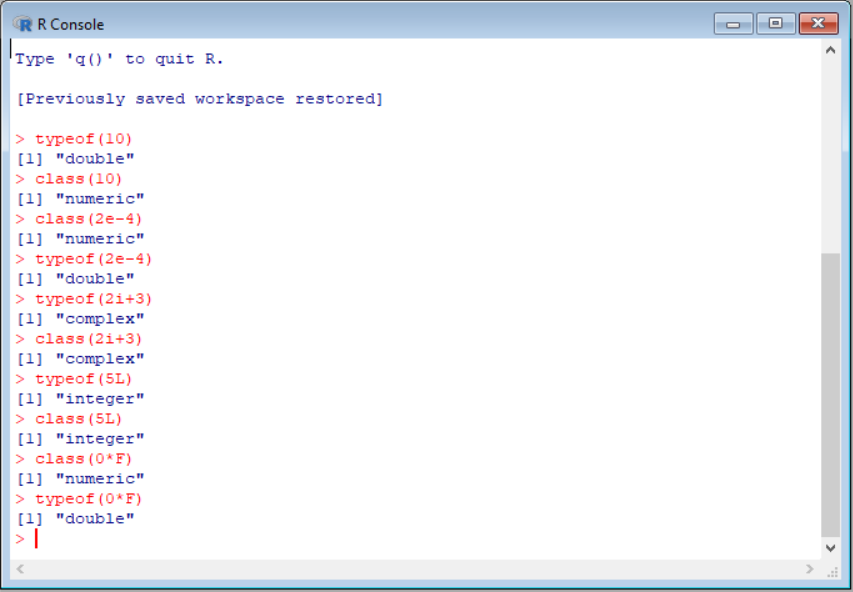 R Console
Type 'q()' to quit R.
[Previously saved workspace restored]
> typeof(10)
[1] "double"
> class(10)
[1] "numeric"
> class(2e-4)
[1] "numeric"
> typeof(2e-4)
[1] "double"
> typeof(2i+3)
[1] "complex"
> class(2i+3)
[1] "complex"
> typeof(5L)
[1] "integer"
> class(5L)
[1] "integer"
> class(0*F)
[1] "numeric"
> typeof(0*F)
[1] "double"
>